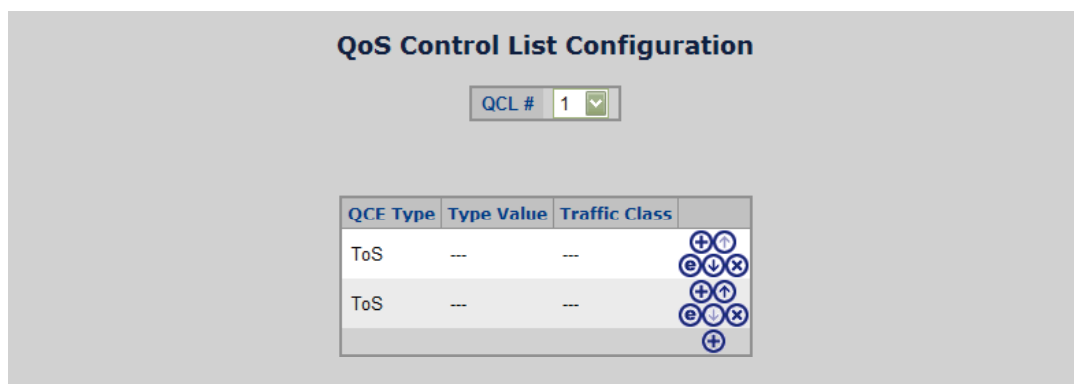 QoS Control List Configuration
QCL # 1
QCE Type Type Value Traffic Class
ToS --- ---
ToS --- ---